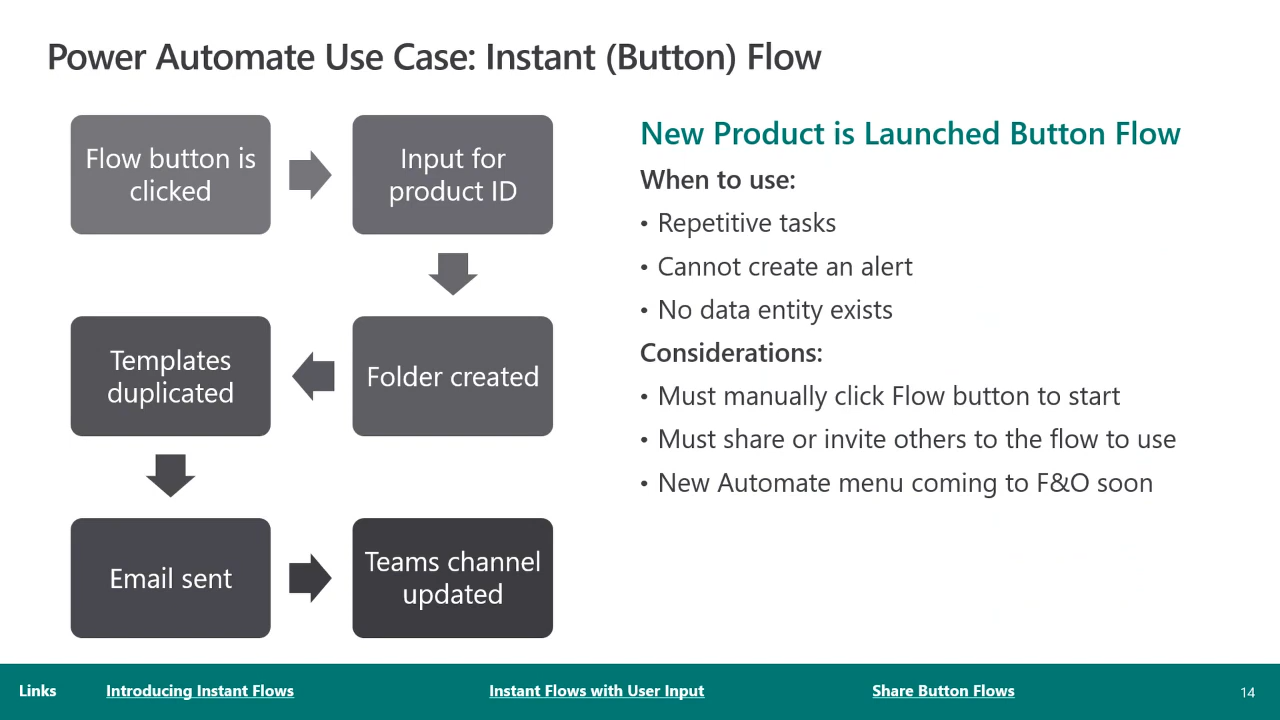 Power Automate Use Case: Instant (Button) Flow
Flow button is
clicked
Input for
product ID
Templates
duplicated
Folder created
Email sent
Teams channel
updated
New Product is Launched Button Flow
When to use:
• Repetitive tasks
• Cannot create an alert
• No data entity exists
Considerations:
• Must manually click Flow button to start
• Must share or invite others to the flow to use
• New Automate menu coming to F&O soon
Links
Introducing Instant Flows
Instant Flows with User Input
Share Button Flows
14